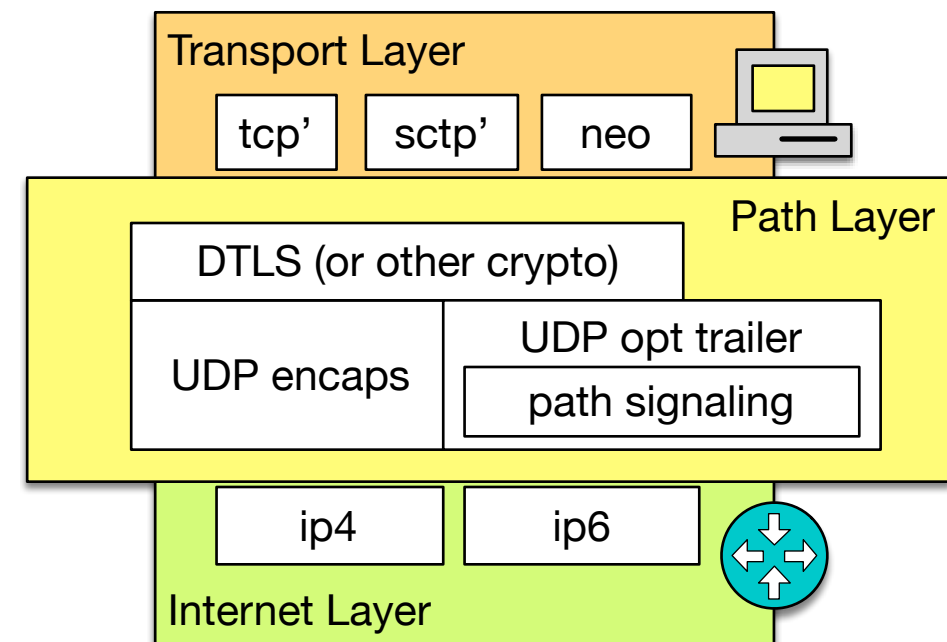 Transport Layer
tcp’
sctp’
neo
Path Layer
DTLS (or other crypto)
UDP encaps
UDP opt trailer
path signaling
ip4
ip6
Internet Layer